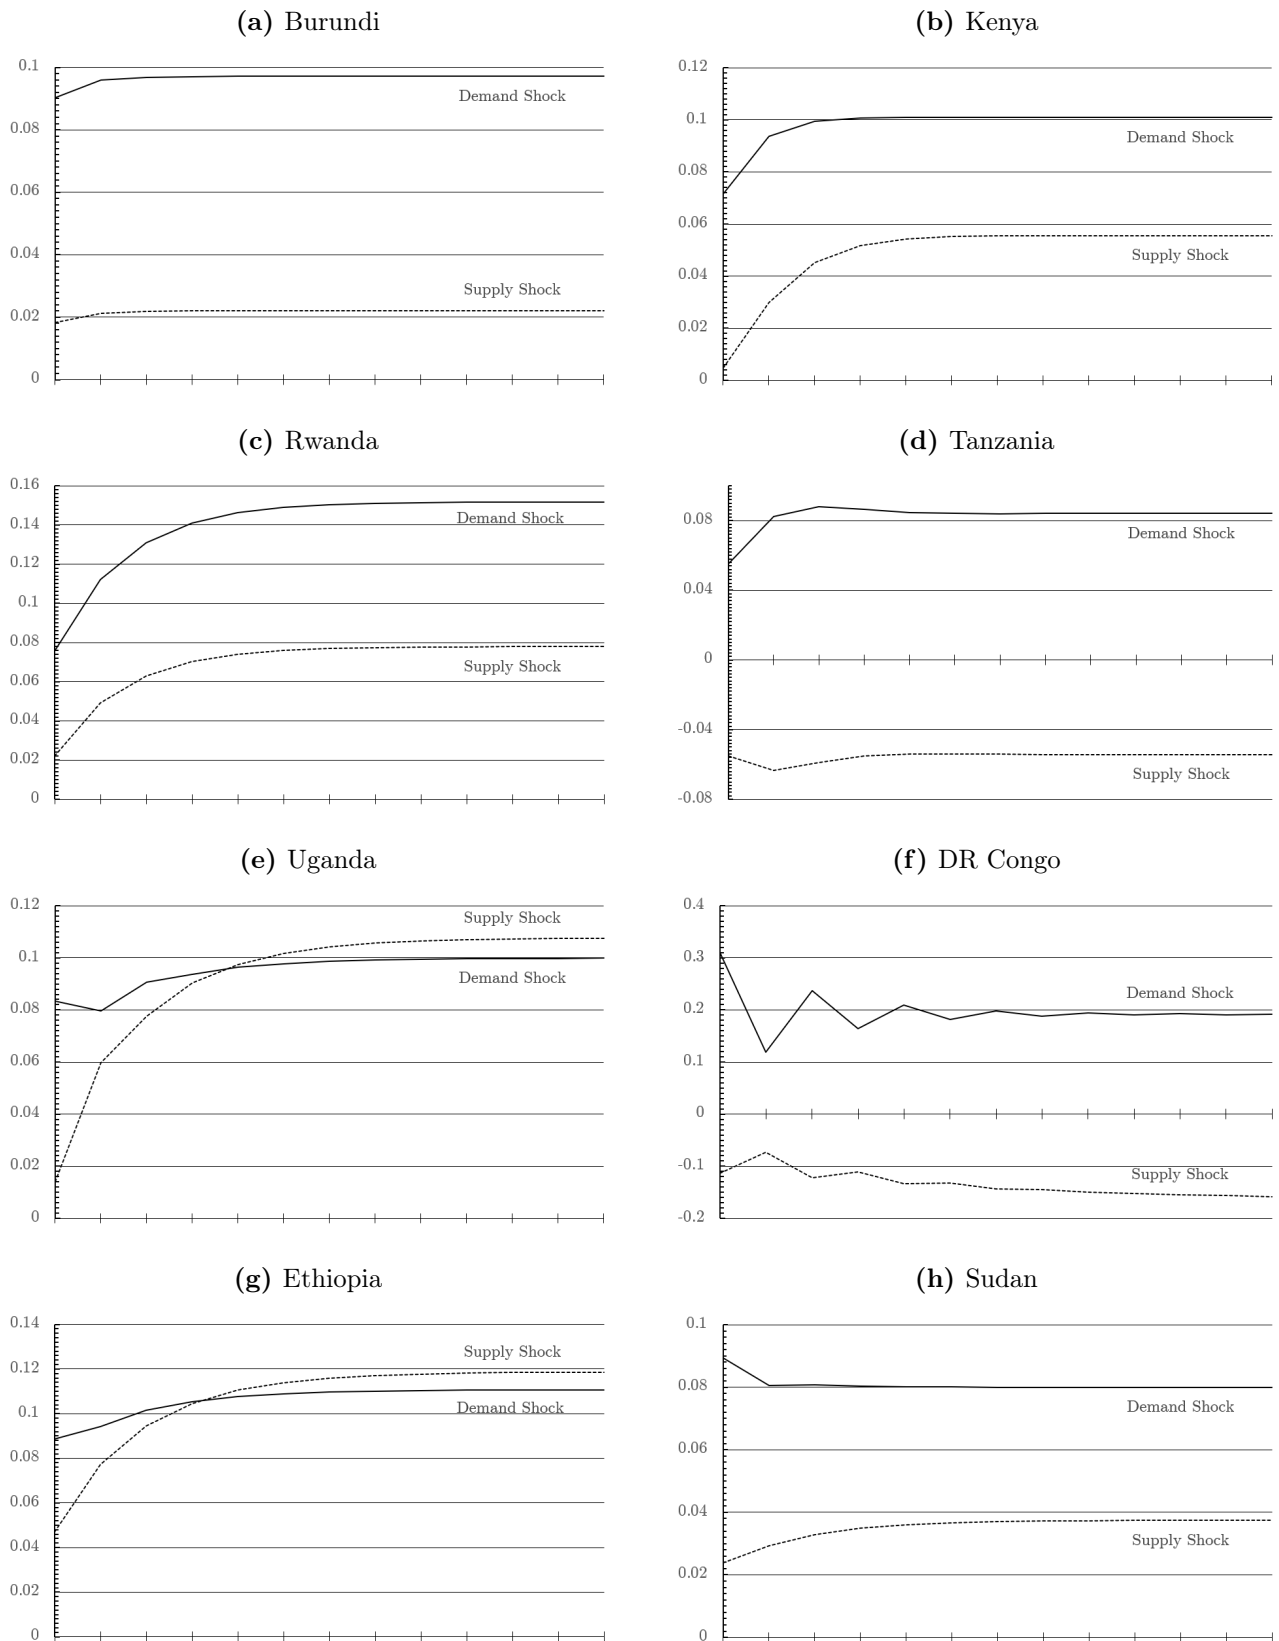 (a) Burundi
0.1
Demand Shock
0.08
0.06
0.04
Supply Shock
0.02
0
(b) Kenya
0.12
0.1
Demand Shock
0.08
0.06
Supply Shock
0.04
0.02
0
(c) Rwanda
0.16
Demand Shock
0.14
0.12
0.1
0.08
Supply Shock
0.06
0.04
0.02
0
(d) Tanzania
0.08
Demand Shock
0.04
0
-0.04
Supply Shock
-0.08
(e) Uganda
0.12
Supply Shock
0.1
Demand Shock
0.08
0.06
0.04
0.02
0
(f) DR Congo
0.4
0.3
Demand Shock
0.2
0.1
0
-0.1
Supply Shock
-0.2
(g) Ethiopia
0.14
Supply Shock
0.12
Demand Shock
0.1
0.08
0.06
0.04
0.02
0
(h) Sudan
0.1
0.08
Demand Shock
0.06
0.04
Supply Shock
0.02
0